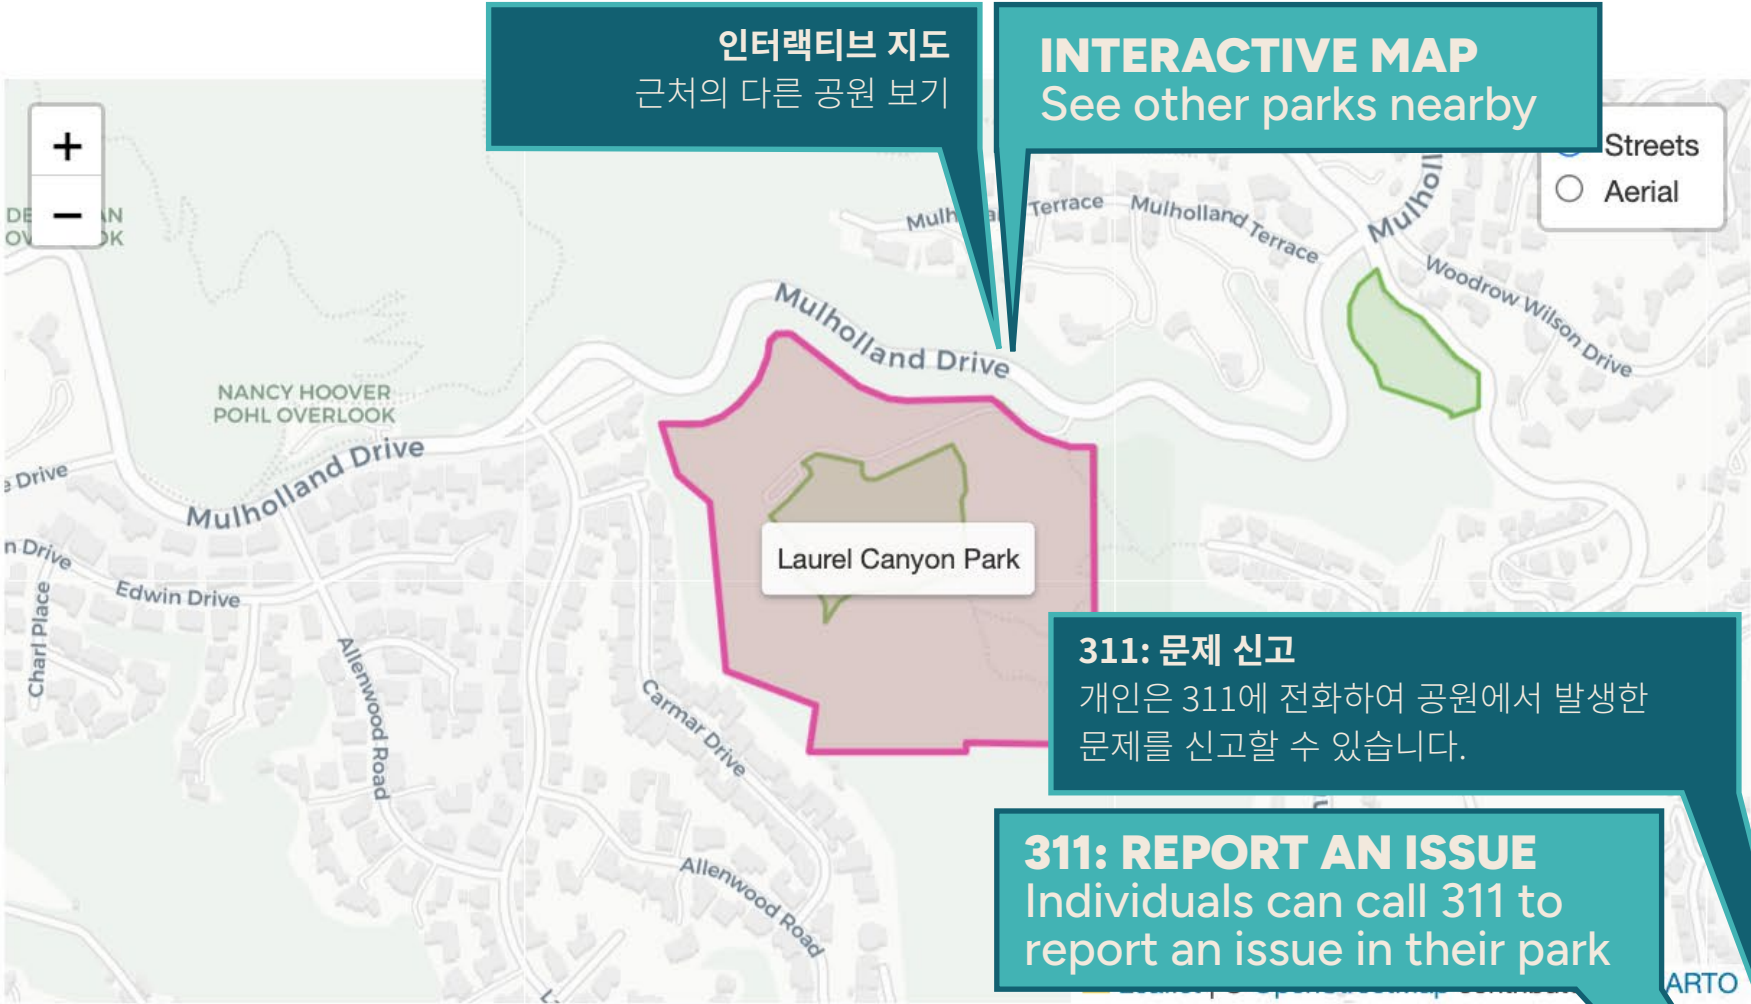 인터랙티브 지도
근처의 다른 공원 보기
INTERACTIVE MAP
See other parks nearby
+
−
Streets
Aerial
Terrace
Mulholland Terrace
Woodrow Wilson Drive
Mulholland Drive
NANCY HOOVER
POHL OVERLOOK
Mulholland Drive
Drive
Drive
Edwin Drive
Charl Place
Allenwood Road
Carmar Drive
Allenwood Road
Laurel Canyon Park
311: 문제 신고
개인은 311에 전화하여 공원에서 발생한
문제를 신고할 수 있습니다.
311: REPORT AN ISSUE
Individuals can call 311 to
report an issue in their park